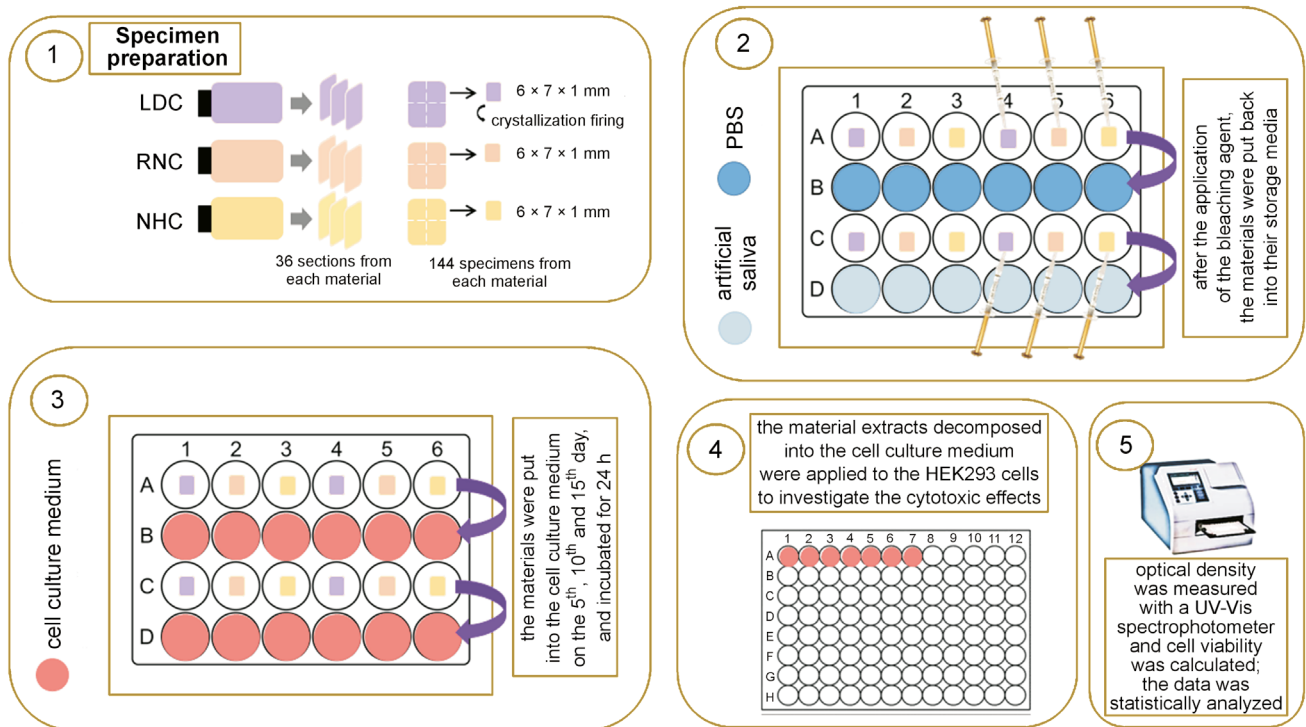 1
Specimen
preparation
LDC
6 × 7 × 1 mm
crystallization firing
RNC
6 × 7 × 1 mm
NHC
6 × 7 × 1 mm
36 sections from
each material
144 specimens from
each material
2
PBS
artificial
saliva
1 2 3 4 5 6
A
B
C
D
after the application
of the bleaching agent,
the materials were put back
into their storage media
3
cell culture medium
1 2 3 4 5 6
A
B
C
D
the materials were put
into the cell culture medium
on the 5th, 10th and 15th day,
and incubated for 24 h
4
the material extracts decomposed
into the cell culture medium
were applied to the HEK293 cells
to investigate the cytotoxic effects
1 2 3 4 5 6 7 8 9 10 11 12
A
B
C
D
E
F
G
H
5
optical density
was measured
with a UV-Vis
spectrophotometer
and cell viability
was calculated;
the data was
statistically analyzed